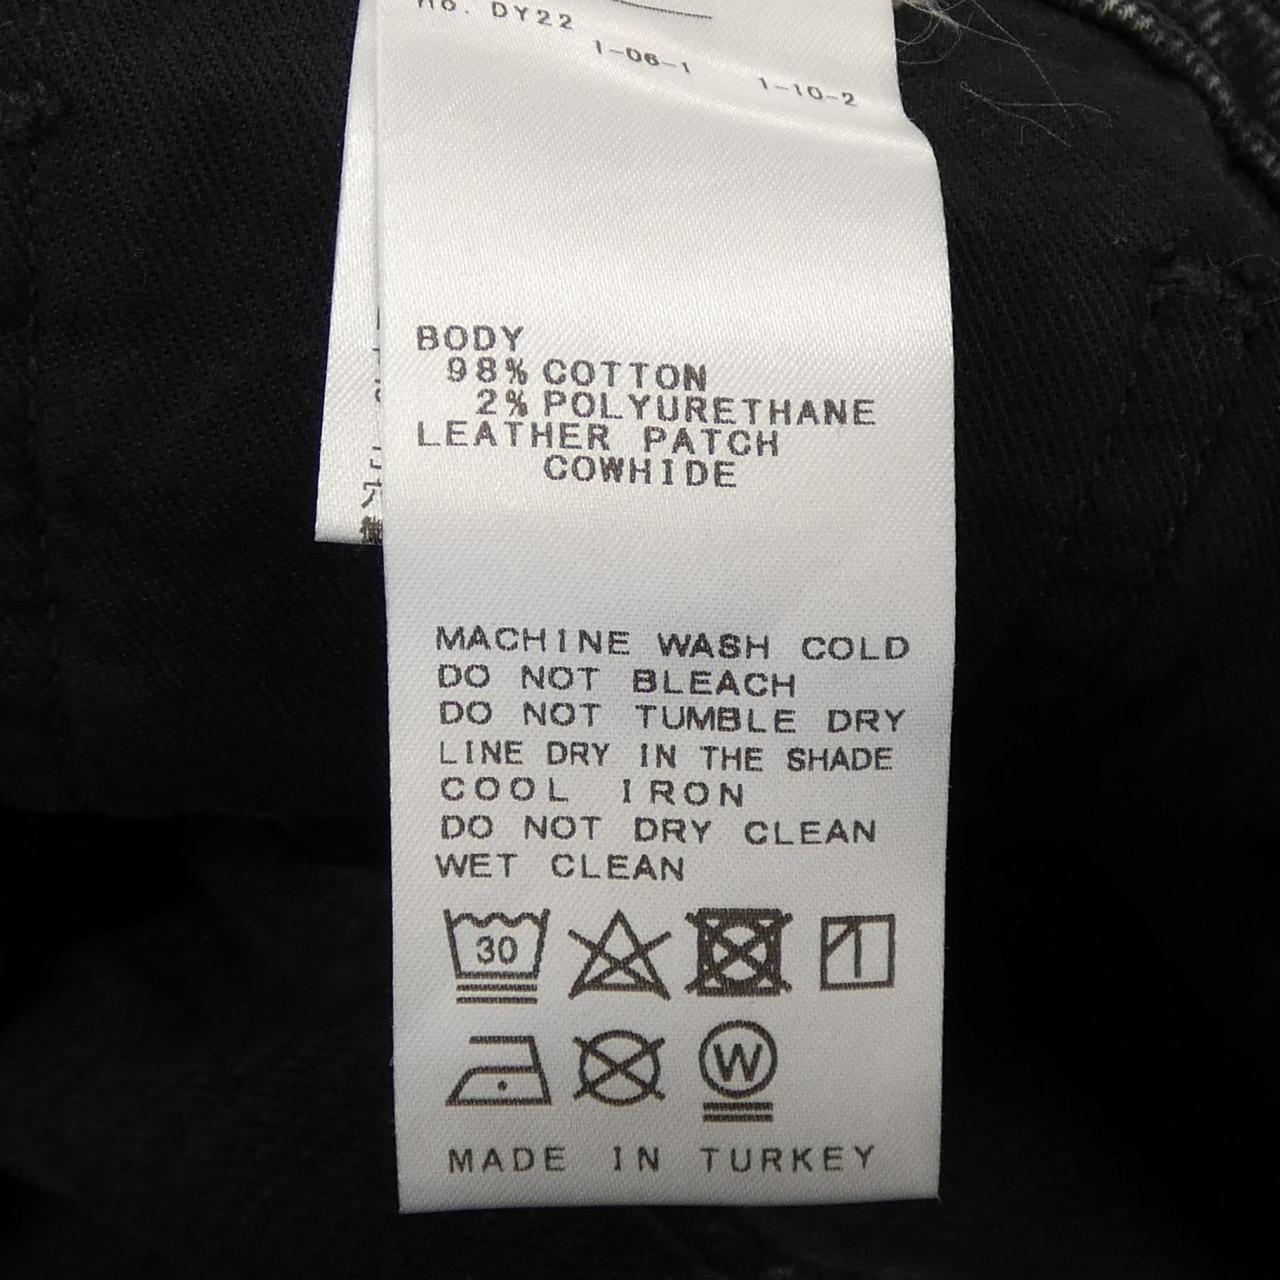 no. DY22
1-06-1 1-10-2
BODY
98% COTTON
2% POLYURETHANE
LEATHER PATCH
COWHIDE
MACHINE WASH COLD
DO NOT BLEACH
DO NOT TUMBLE DRY
LINE DRY IN THE SHADE
COOL IRON
DO NOT DRY CLEAN
WET CLEAN
30
W
MADE IN TURKEY